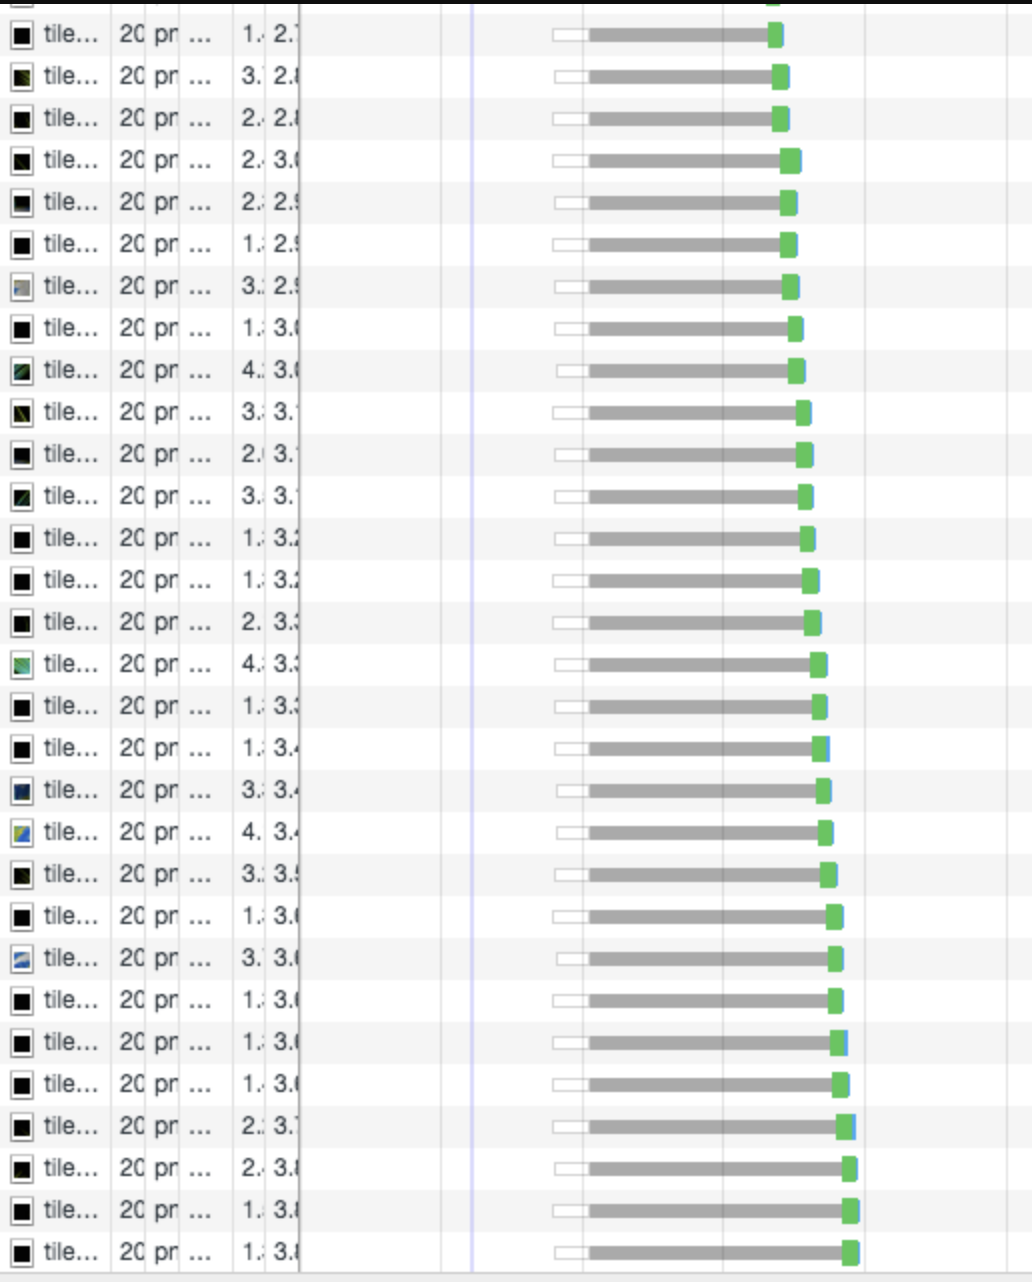 tile... 20 pr ... 1. 2.7
tile... 20 pr ... 3. 2.8
tile... 20 pr ... 2. 2.8
tile... 20 pr ... 2. 3.0
tile... 20 pr ... 2. 2.9
tile... 20 pr ... 1. 2.9
tile... 20 pr ... 3. 2.9
tile... 20 pr ... 1. 3.0
tile... 20 pr ... 4. 3.0
tile... 20 pr ... 3. 3.
tile... 20 pr ... 2. 3.
tile... 20 pr ... 3. 3.
tile... 20 pr ... 1. 3.2
tile... 20 pr ... 1. 3.2
tile... 20 pr ... 2. 3.3
tile... 20 pr ... 4. 3.3
tile... 20 pr ... 1. 3.3
tile... 20 pr ... 1. 3.4
tile... 20 pr ... 3. 3.4
tile... 20 pr ... 4. 3.4
tile... 20 pr ... 3. 3.5
tile... 20 pr ... 1. 3.6
tile... 20 pr ... 3. 3.6
tile... 20 pr ... 1. 3.6
tile... 20 pr ... 1. 3.6
tile... 20 pr ... 1. 3.6
tile... 20 pr ... 2. 3.7
tile... 20 pr ... 2. 3.8
tile... 20 pr ... 1. 3.8
tile... 20 pr ... 1. 3.8